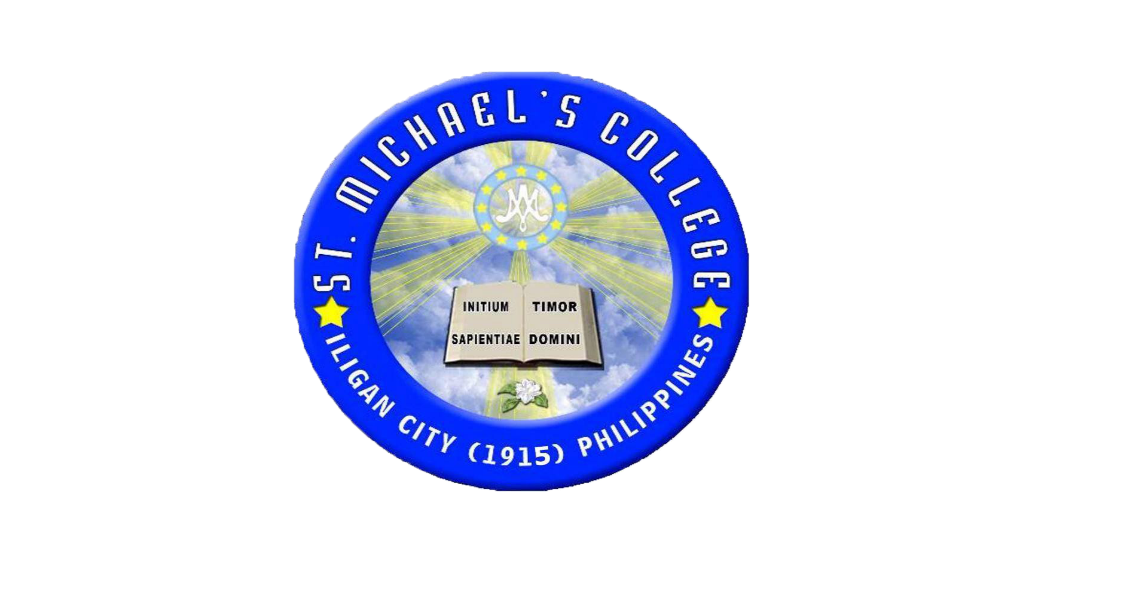 ST. MICHAEL'S COLLEGE
INITIUM TIMOR
SAPIENTIAE DOMINI
ILIGAN CITY (1915) PHILIPPINES